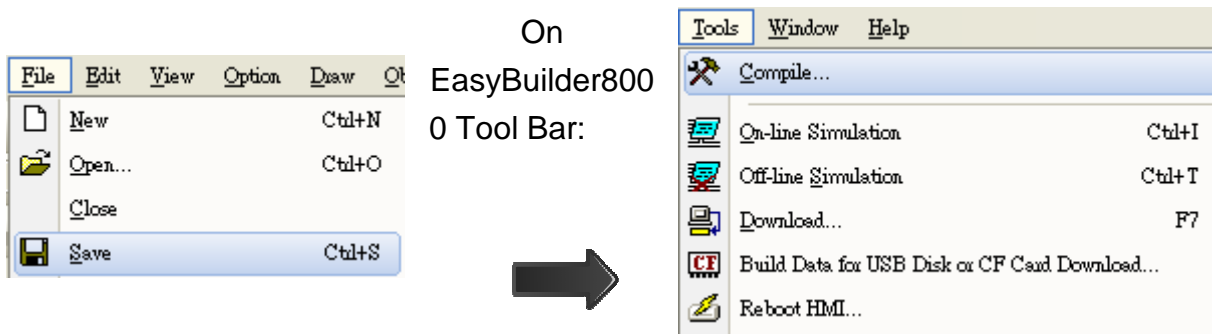 File Edit View Option Draw Ob
New Ctrl+N
Open... Ctrl+O
Close
Save Ctrl+S
On
EasyBuilder800
0 Tool Bar:
Tools Window Help
Compile...
On-line Simulation Ctrl+I
Off-line Simulation Ctrl+T
Download... F7
CF Build Data for USB Disk or CF Card Download...
Reboot HMI...